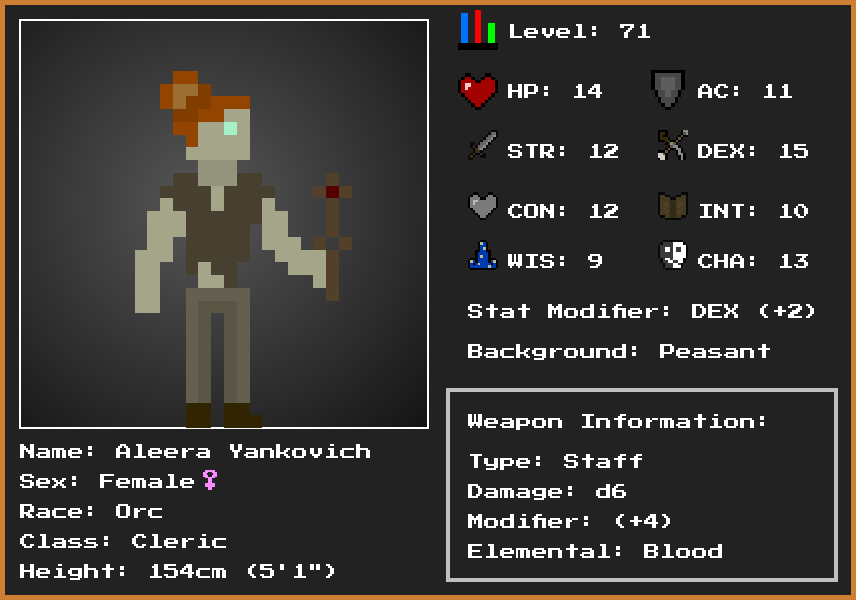 Level: 71
HP: 14 AC: 11
STR: 12 DEX: 15
CON: 12 INT: 10
WIS: 9 CHA: 13
Stat Modifier: DEX (+2)
Background: Peasant
Weapon Information:
Type: Staff
Damage: d6
Modifier: (+4)
Elemental: Blood
Name: Aleera Yankovich
Sex: Female♀
Race: Orc
Class: Cleric
Height: 154cm (5'1")